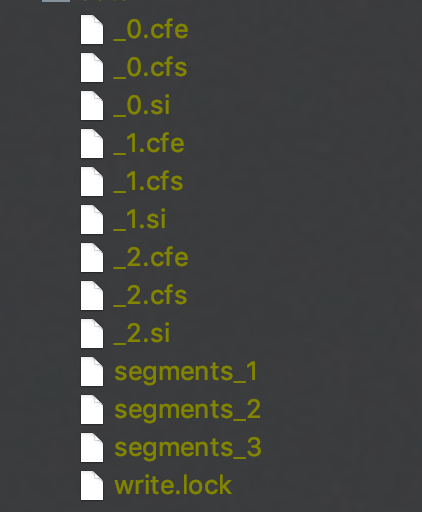 _0.cfe
_0.cfs
_0.si
_1.cfe
_1.cfs
_1.si
_2.cfe
_2.cfs
_2.si
segments_1
segments_2
segments_3
write.lock